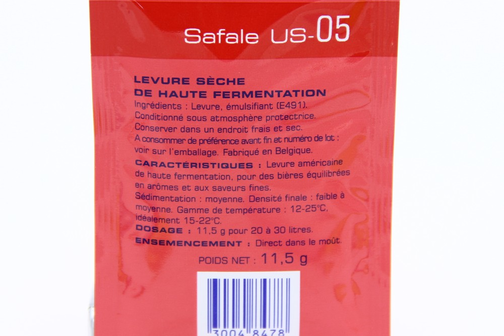 Safale US-05
LEVURE SÈCHE
DE HAUTE FERMENTATION
Ingrédients : Levure, émulsifiant (E491).
Conditionné sous atmosphère protectrice.
Conserver dans un endroit frais et sec.
A consommer de préférence avant fin et numéro de lot :
voir sur l'emballage. Fabriqué en Belgique.
CARACTÉRISTIQUES : Levure américaine
de haute fermentation, pour des bières équilibrées
en arômes et aux saveurs fines.
Sédimentation : moyenne. Densité finale : faible à
moyenne. Gamme de température : 12-25°C,
idéalement 15-22°C.
DOSAGE : 11,5 g pour 20 à 30 litres.
ENSEMENCEMENT : Direct dans le moût.
POIDS NET : 11,5 g
3004 8478